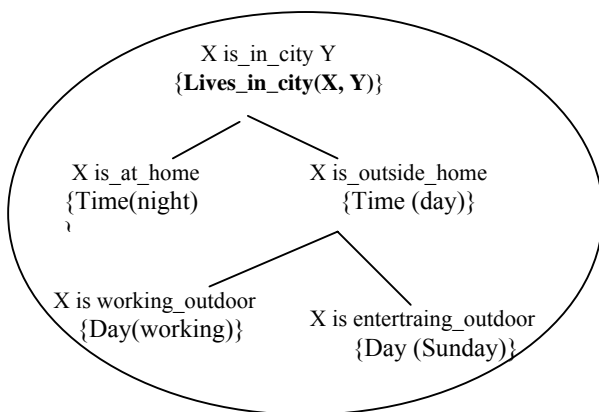 X is_in_city Y
{Lives_in_city(X, Y)}
X is_at_home
{Time(night)
}
X is_outside_home
{Time (day)}
X is working_outdoor
{Day(working)}
X is entertraing_outdoor
{Day (Sunday)}